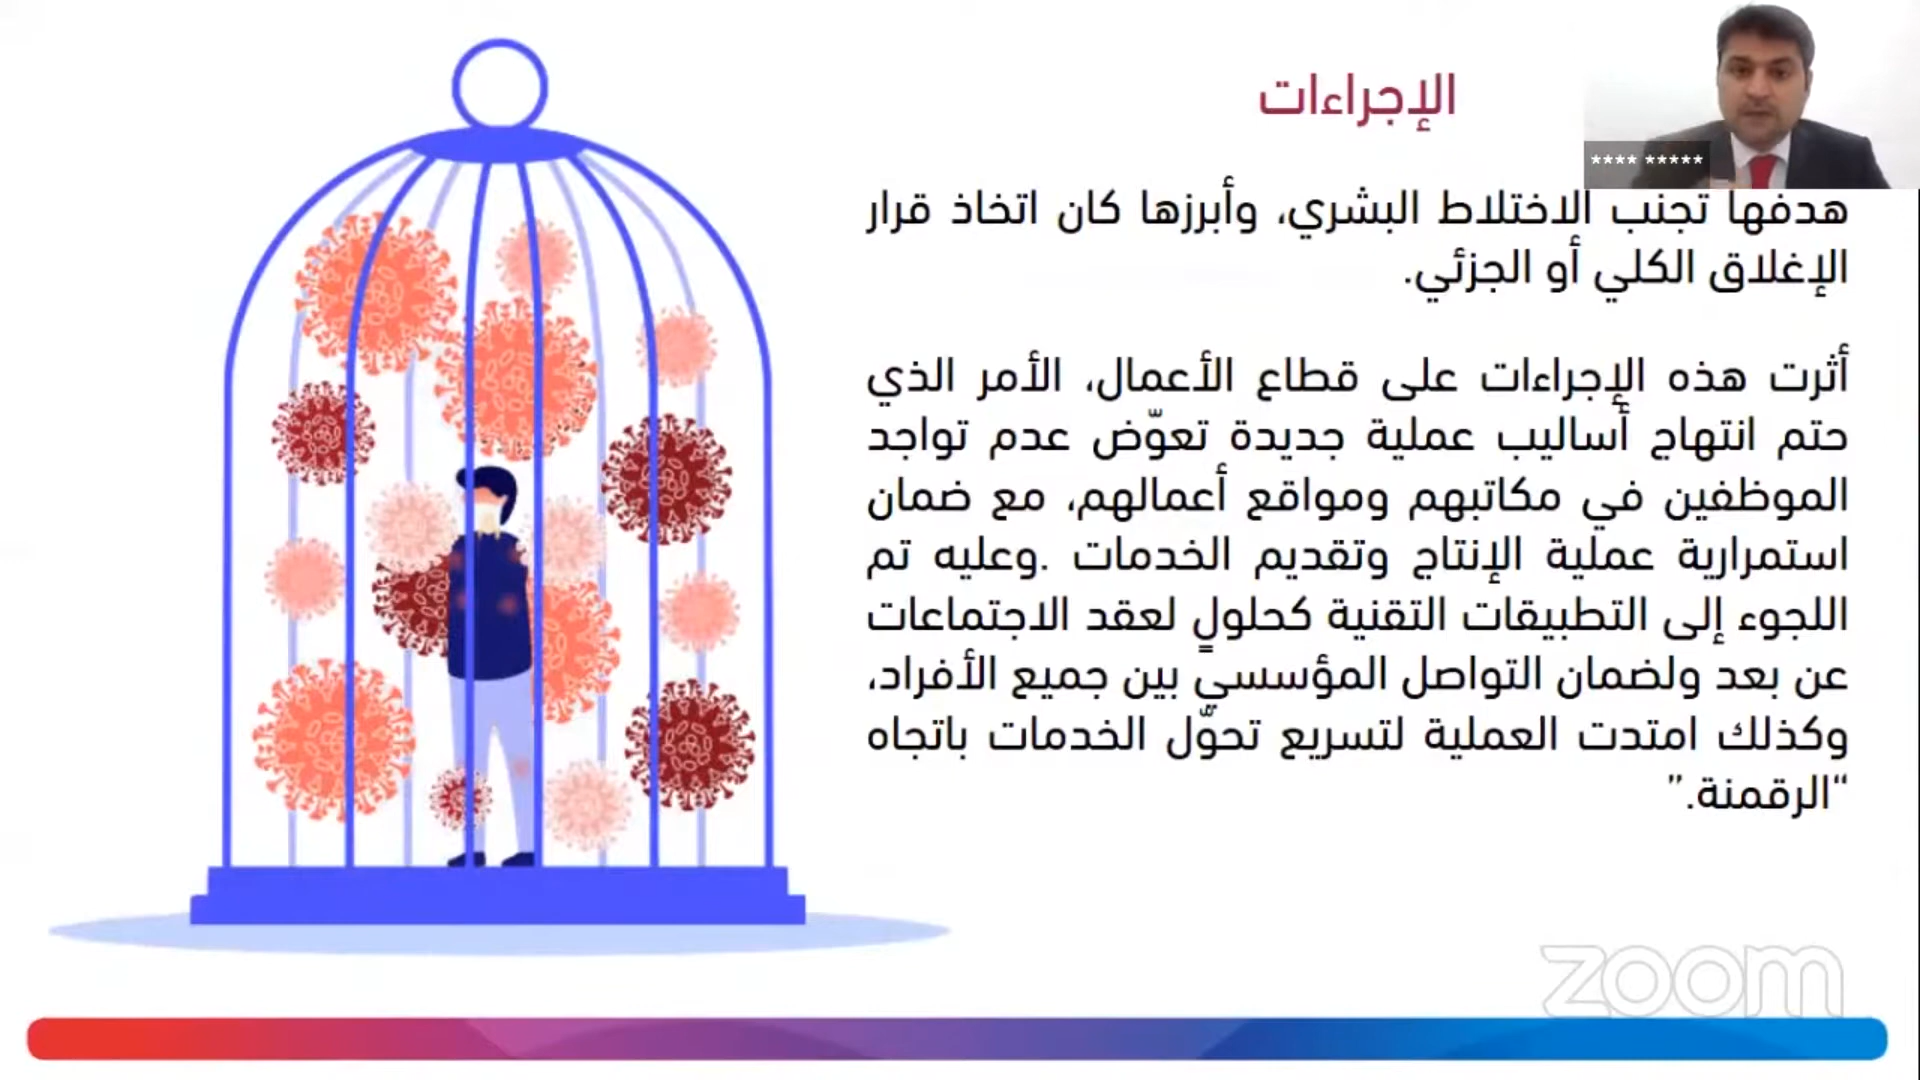 الإجراءات
**** *****
هدفها تجنب الاختلاط البشري، وأبرزها كان اتخاذ قرار
الإغلاق الكلي أو الجزئي.
أثرت هذه الإجراءات على قطاع الأعمال، الأمر الذي
حتم انتهاج أساليب عملية جديدة تعوّض عدم تواجد
الموظفين في مكاتبهم ومواقع أعمالهم، مع ضمان
استمرارية عملية الإنتاج وتقديم الخدمات .وعليه تم
اللجوء إلى التطبيقات التقنية كحلولٍ لعقد الاجتماعات
عن بعد ولضمان التواصل المؤسسي بين جميع الأفراد،
وكذلك امتدت العملية لتسريع تحوّل الخدمات باتجاه
“الرقمنة.”
zoom